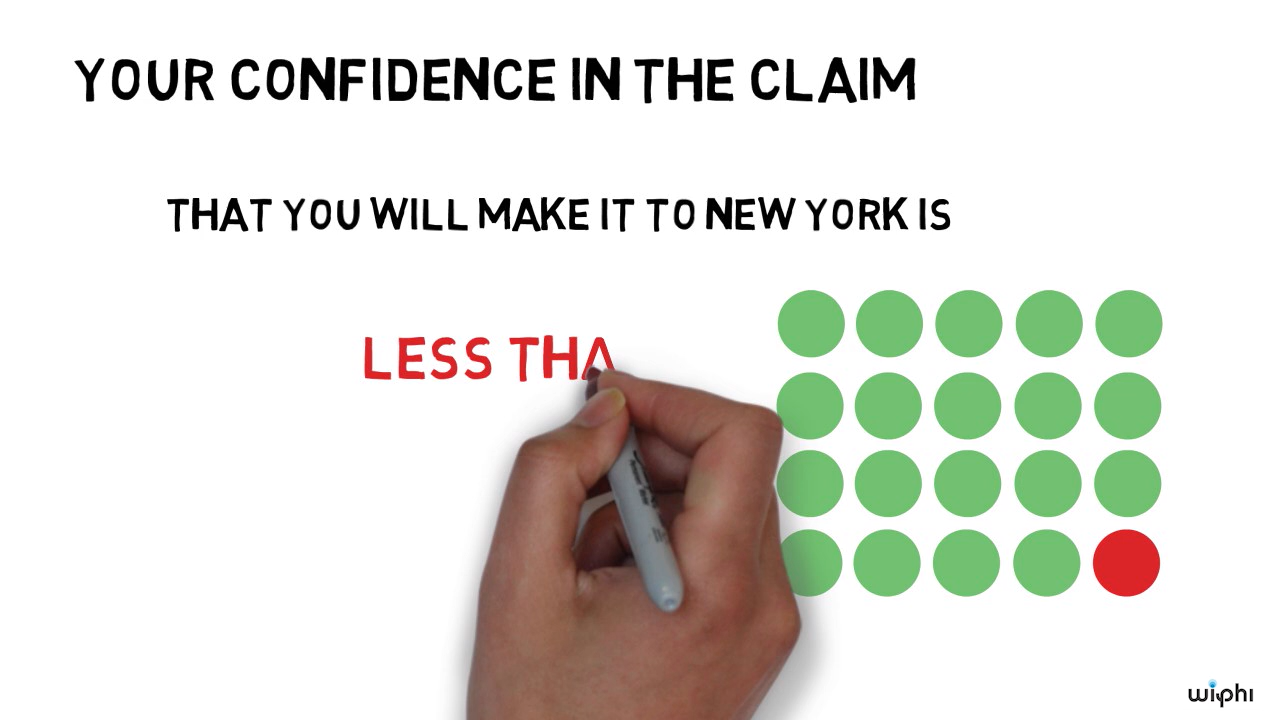 YOUR CONFIDENCE IN THE CLAIM
THAT YOU WILL MAKE IT TO NEW YORK IS
LESS THA
wiphi